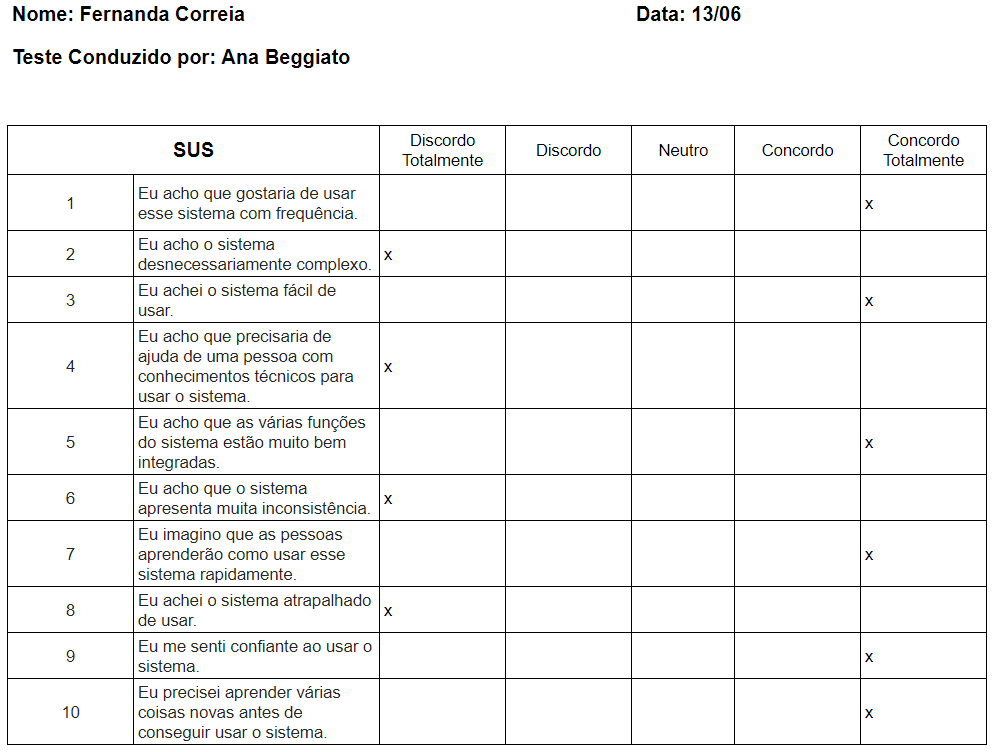 Nome: Fernanda Correia Data: 13/06
Teste Conduzido por: Ana Beggiato
SUS
Discordo
Totalmente
Discordo
Neutro
Concordo
Concordo
Totalmente
1
Eu acho que gostaria de usar
esse sistema com frequência.
x
2
Eu acho o sistema
desnecessariamente complexo.
x
3
Eu achei o sistema fácil de
usar.
x
4
Eu acho que precisaria de
ajuda de uma pessoa com
conhecimentos técnicos para
usar o sistema.
x
5
Eu acho que as várias funções
do sistema estão muito bem
integradas.
x
6
Eu acho que o sistema
apresenta muita inconsistência.
x
7
Eu imagino que as pessoas
aprenderão como usar esse
sistema rapidamente.
x
8
Eu achei o sistema atrapalhado
de usar.
x
9
Eu me senti confiante ao usar o
sistema.
x
10
Eu precisei aprender várias
coisas novas antes de
conseguir usar o sistema.
x